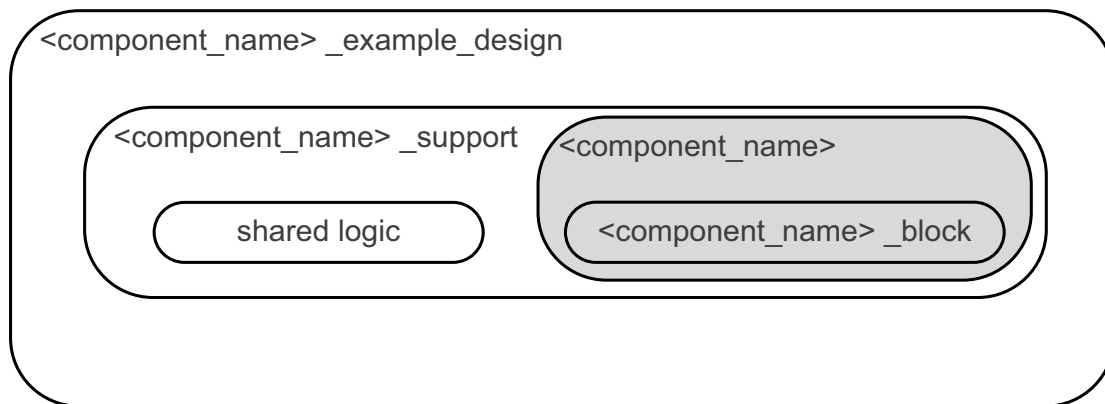 <component_name> _example_design
<component_name> _support
<component_name>
shared logic
<component_name> _block